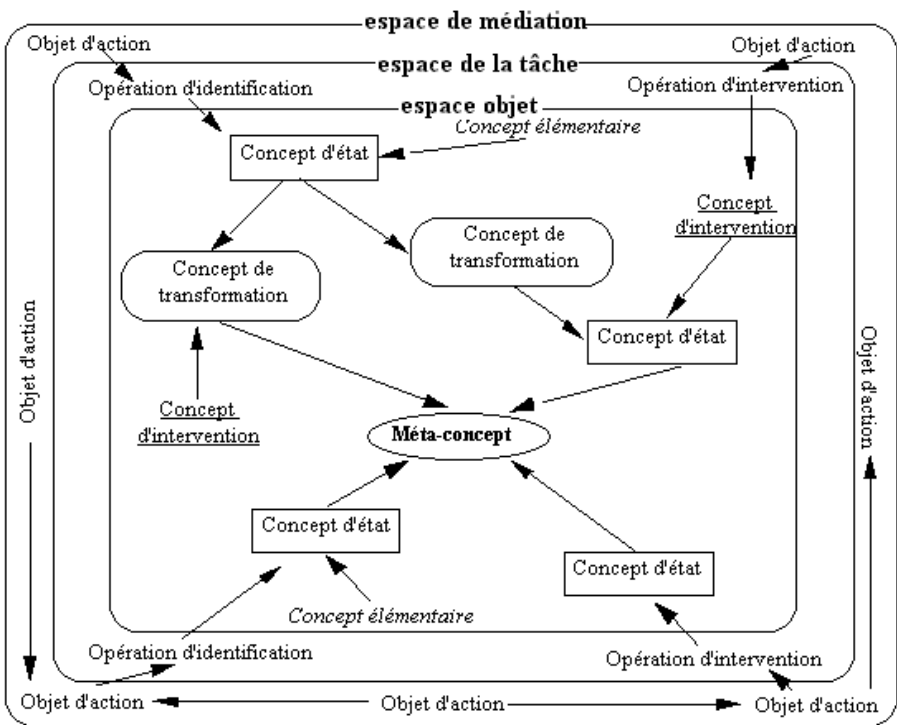 espace de médiation
Objet d'action
Objet d'action
espace de la tâche
Opération d'identification
Opération d'intervention
espace objet
Concept élémentaire
Concept d'état
Concept
d'intervention
Concept de
transformation
Concept de
transformation
Concept d'état
Objet d'action
Objet d'action
Concept
d'intervention
Méta-concept
Concept d'état
Concept d'état
Concept élémentaire
Opération d'identification
Opération d'intervention
Objet d'action
Objet d'action
Objet d'action